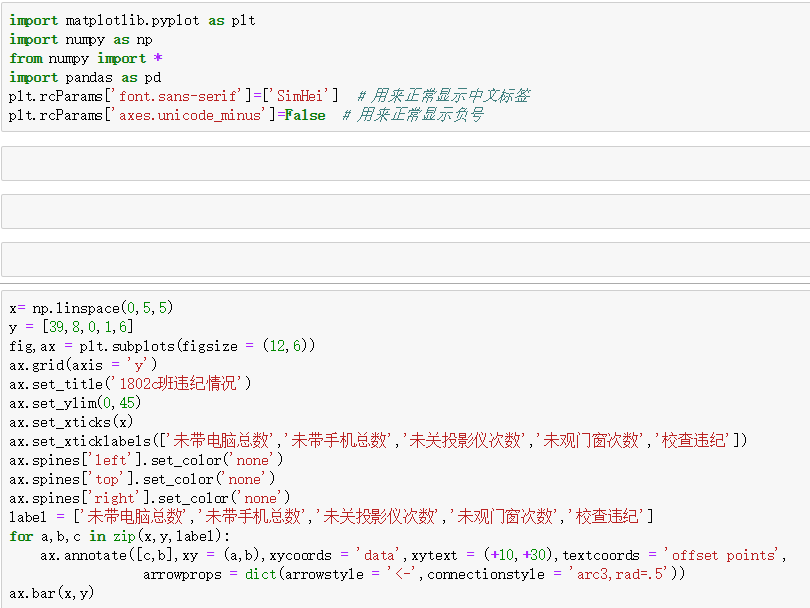 import matplotlib.pyplot as plt
import numpy as np
from numpy import *
import pandas as pd
plt.rcParams['font.sans-serif']=['SimHei']  # 用来正常显示中文标签
plt.rcParams['axes.unicode_minus']=False  # 用来正常显示负号
x= np.linspace(0,5,5)
y = [39,8,0,1,6]
fig,ax = plt.subplots(figsize = (12,6))
ax.grid(axis = 'y')
ax.set_title('1802c班违纪情况')
ax.set_ylim(0,45)
ax.set_xticks(x)
ax.set_xticklabels(['未带电脑总数','未带手机总数','未关投影仪次数','未观门窗次数','校查违纪'])
ax.spines['left'].set_color('none')
ax.spines['top'].set_color('none')
ax.spines['right'].set_color('none')
label = ['未带电脑总数','未带手机总数','未关投影仪次数','未观门窗次数','校查违纪']
for a,b,c in zip(x,y,label):
    ax.annotate([c,b],xy = (a,b),xycoords = 'data',xytext = (+10,+30),textcoords = 'offset points',
                 arrowprops = dict(arrowstyle = '<-',connectionstyle = 'arc3,rad=.5'))
ax.bar(x,y)